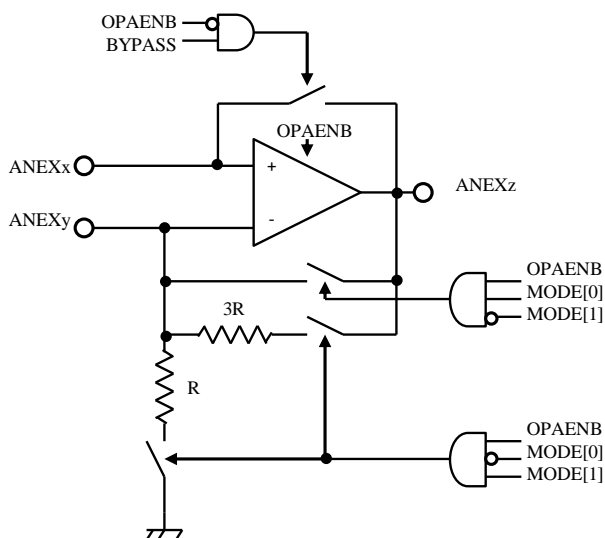 OPAENB
BYPASS
OPAENB
ANEXx
+
ANEXz
ANEXy
-
OPAENB
MODE[0]
MODE[1]
3R
R
OPAENB
MODE[0]
MODE[1]